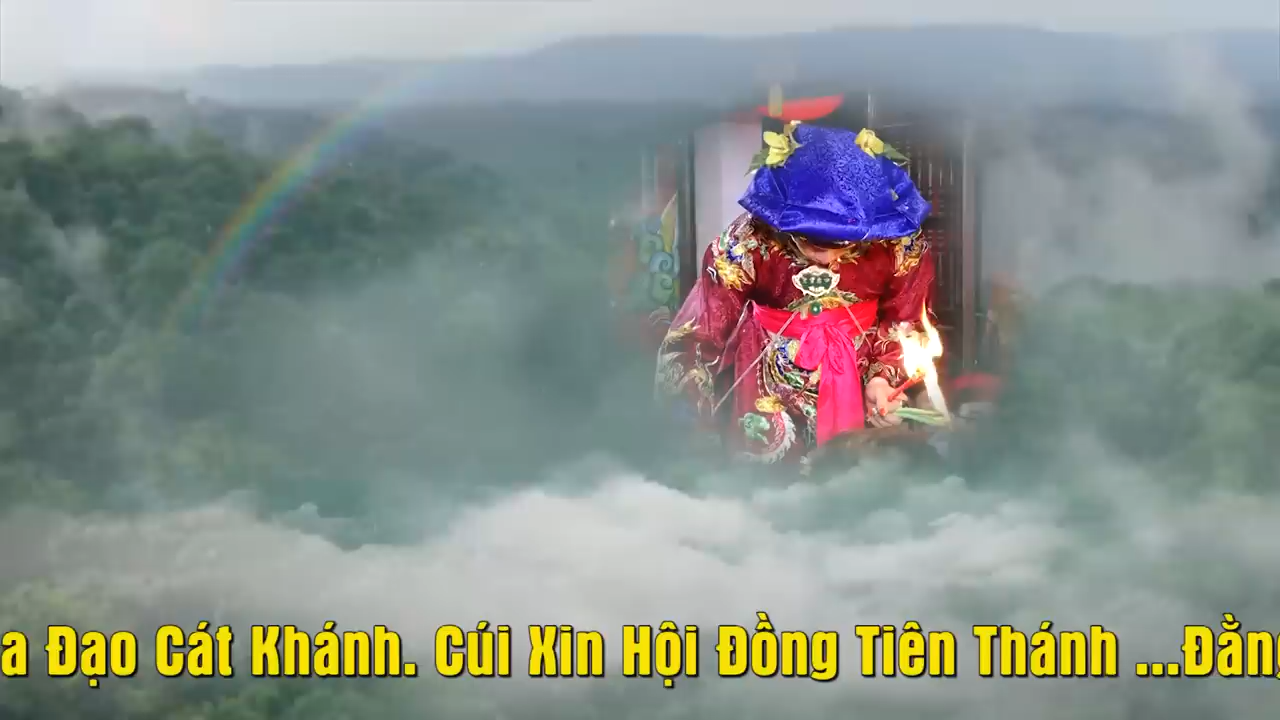 a Đạo Cát Khánh. Cúi Xin Hội Đồng Tiên Thánh ...Đằng